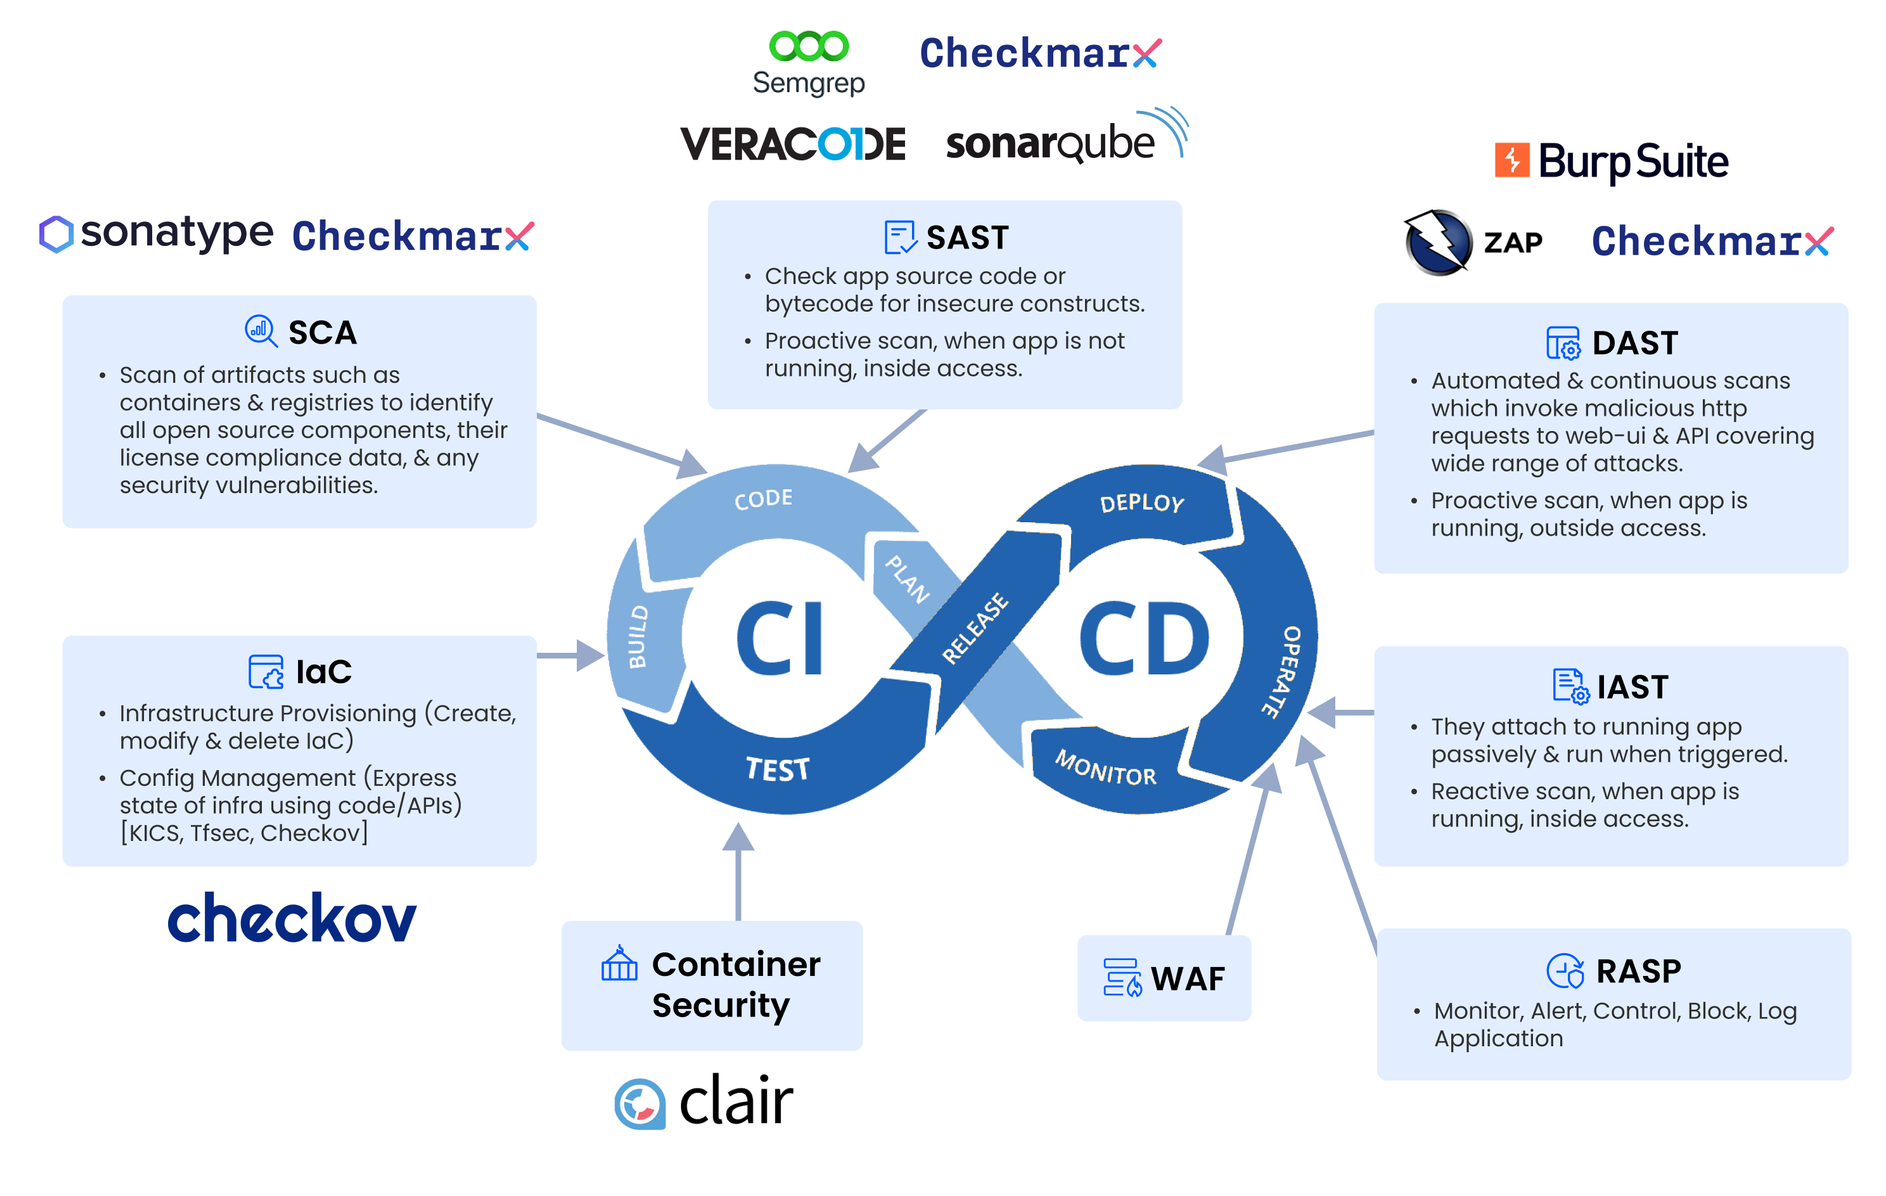 Semgrep
Checkmarx
VERACODE
sonarqube
Burp Suite
ZAP
Checkmarx
sonatype
Checkmarx
SCA
• Scan of artifacts such as
containers & registries to identify
all open source components, their
license compliance data, & any
security vulnerabilities.
SAST
• Check app source code or
bytecode for insecure constructs.
• Proactive scan, when app is not
running, inside access.
DAST
• Automated & continuous scans
which invoke malicious http
requests to web-ui & API covering
wide range of attacks.
• Proactive scan, when app is
running, outside access.
CODE
PLAN
BUILD
CI
TEST
RELEASE
DEPLOY
CD
OPERATE
MONITOR
IaC
• Infrastructure Provisioning (Create,
modify & delete IaC)
• Config Management (Express
state of infra using code/APIs)
[KICS, Tfsec, Checkov]
checkov
IAST
• They attach to running app
passively & run when triggered.
• Reactive scan, when app is
running, inside access.
Container
Security
clair
WAF
RASP
• Monitor, Alert, Control, Block, Log
Application